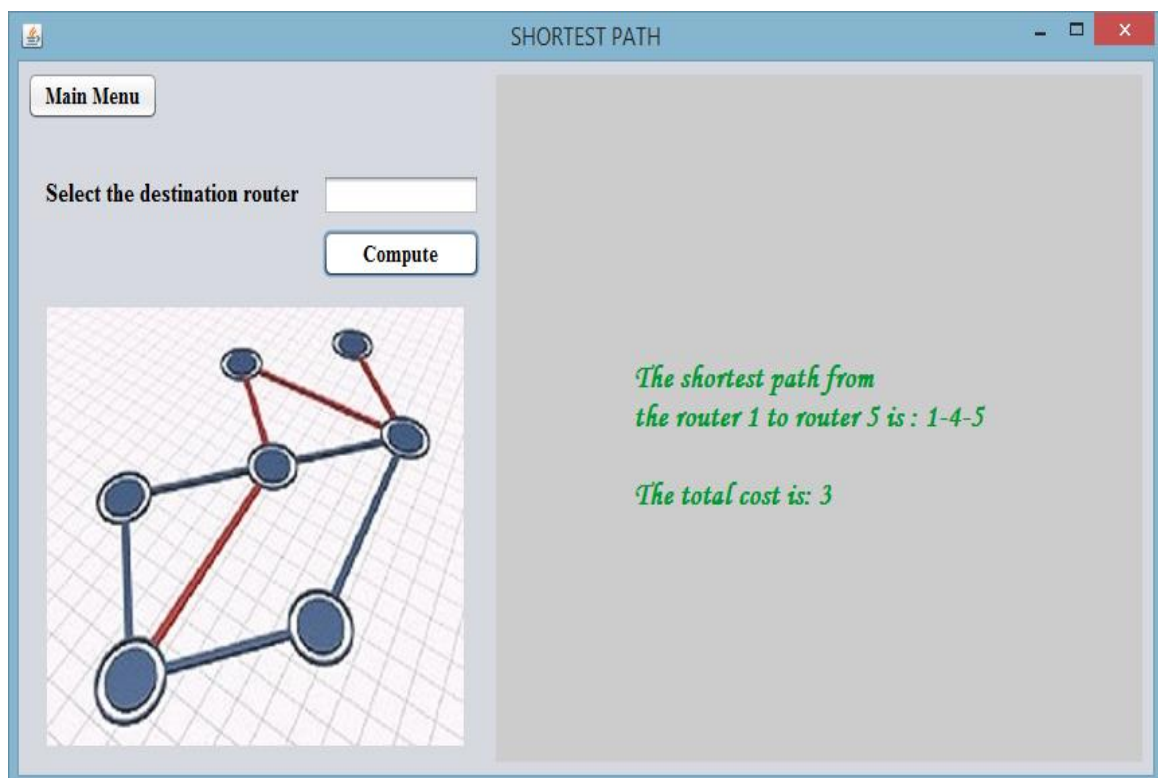 SHORTEST PATH
Main Menu
Select the destination router
Compute
The shortest path from
the router 1 to router 5 is : 1-4-5
The total cost is: 3